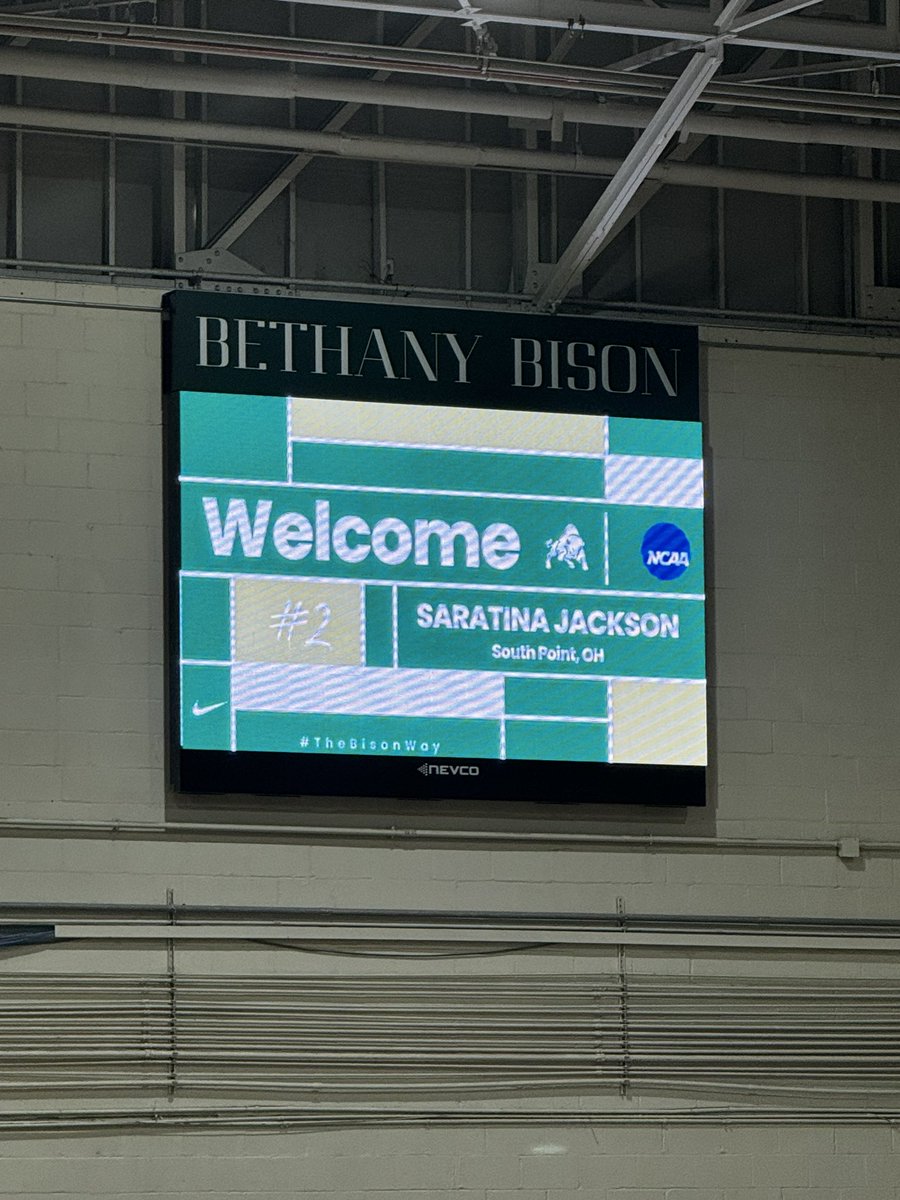 BETHANY BISON
Welcome
NCAA
#2
SARATINA JACKSON
South Point, OH
#TheBisonWay
NEVCO